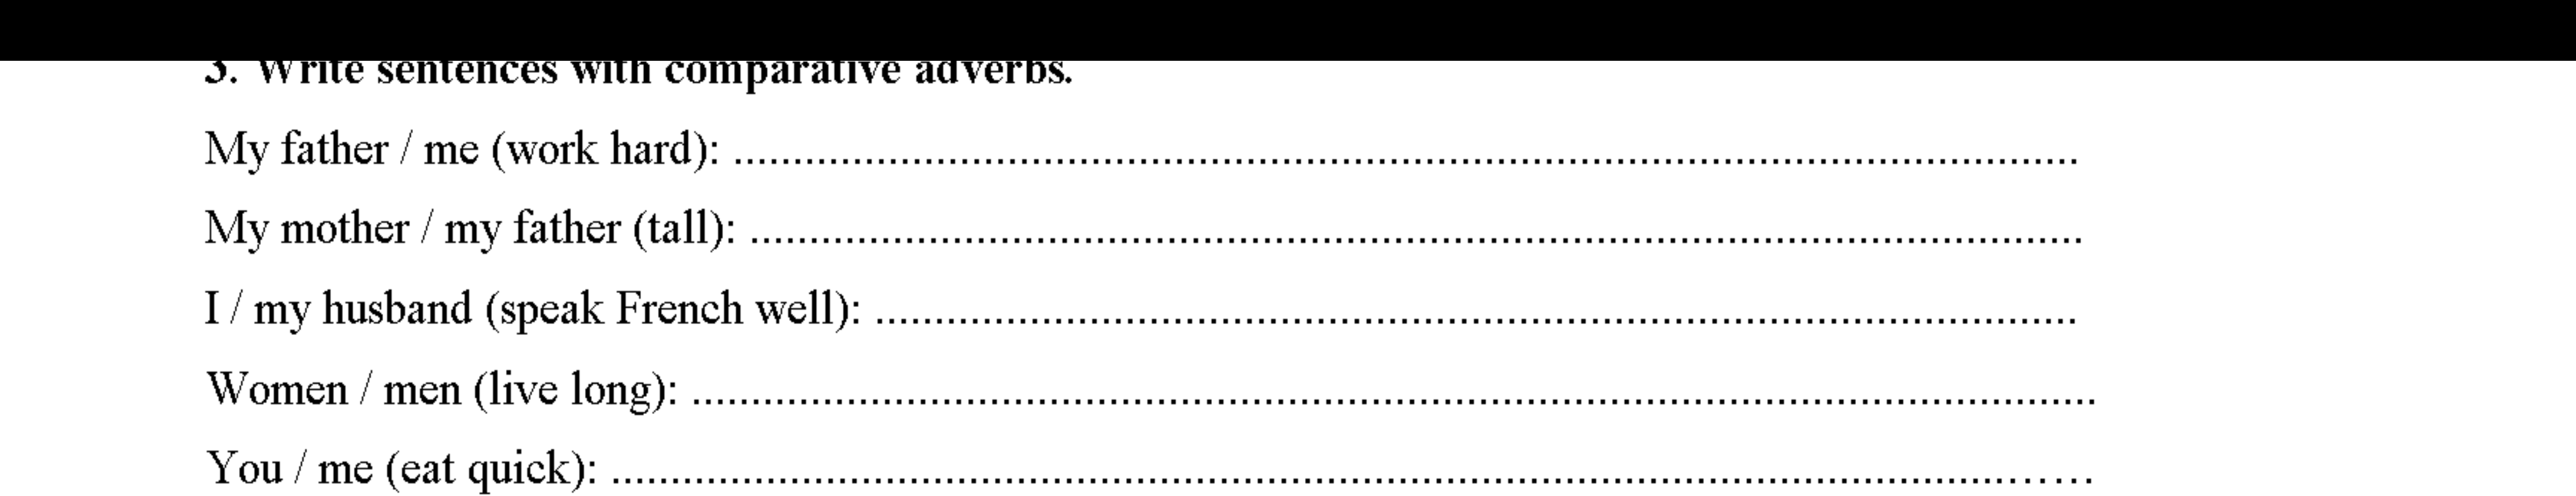 3. Write sentences with comparative adverbs.
My father / me (work hard): ..........................................................................................
My mother / my father (tall): ..........................................................................................
I / my husband (speak French well): ................................................................................
Women / men (live long): ..............................................................................................
You / me (eat quick): ...................................................................................................